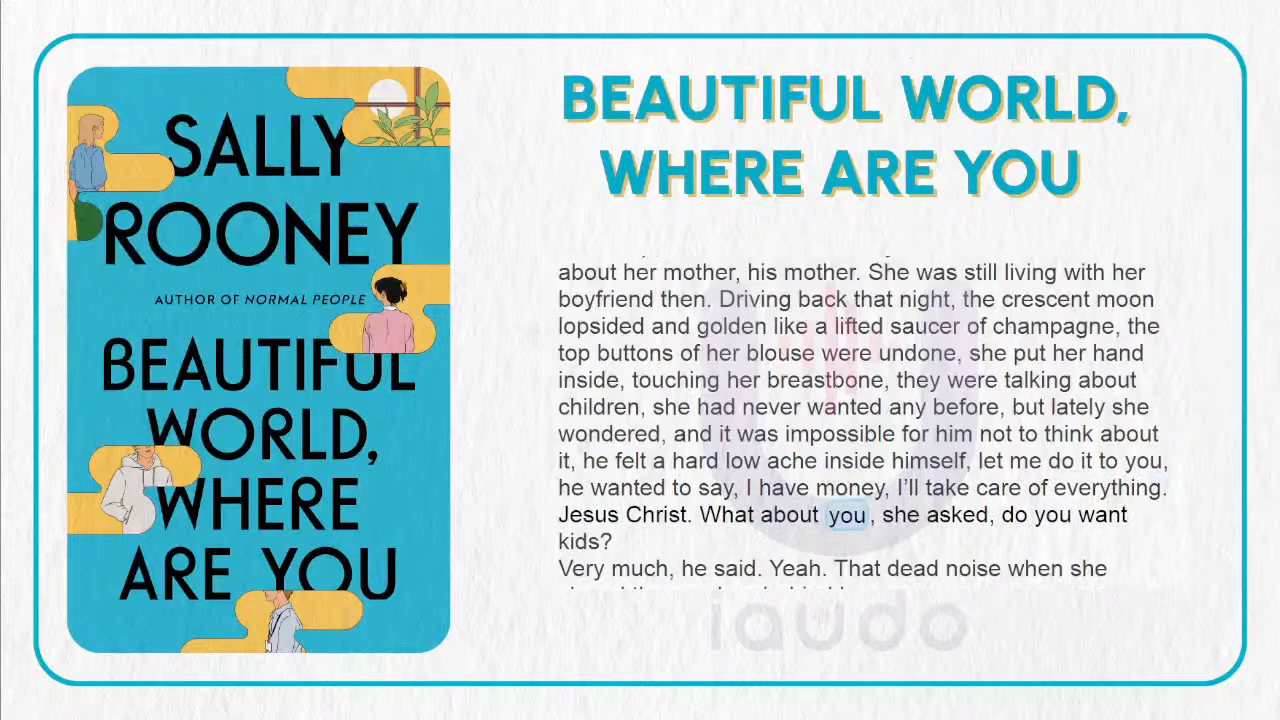 SALLY
ROONEY
AUTHOR OF NORMAL PEOPLE
BEAUTIFUL
WORLD,
WHERE
ARE YOU
BEAUTIFUL WORLD,
WHERE ARE YOU
about her mother, his mother. She was still living with her
boyfriend then. Driving back that night, the crescent moon
lopsided and golden like a lifted saucer of champagne, the
top buttons of her blouse were undone, she put her hand
inside, touching her breastbone, they were talking about
children, she had never wanted any before, but lately she
wondered, and it was impossible for him not to think about
it, he felt a hard low ache inside himself, let me do it to you,
he wanted to say, I have money, I’ll take care of everything.
Jesus Christ. What about you, she asked, do you want
kids?
Very much, he said. Yeah. That dead noise when she
iaudo